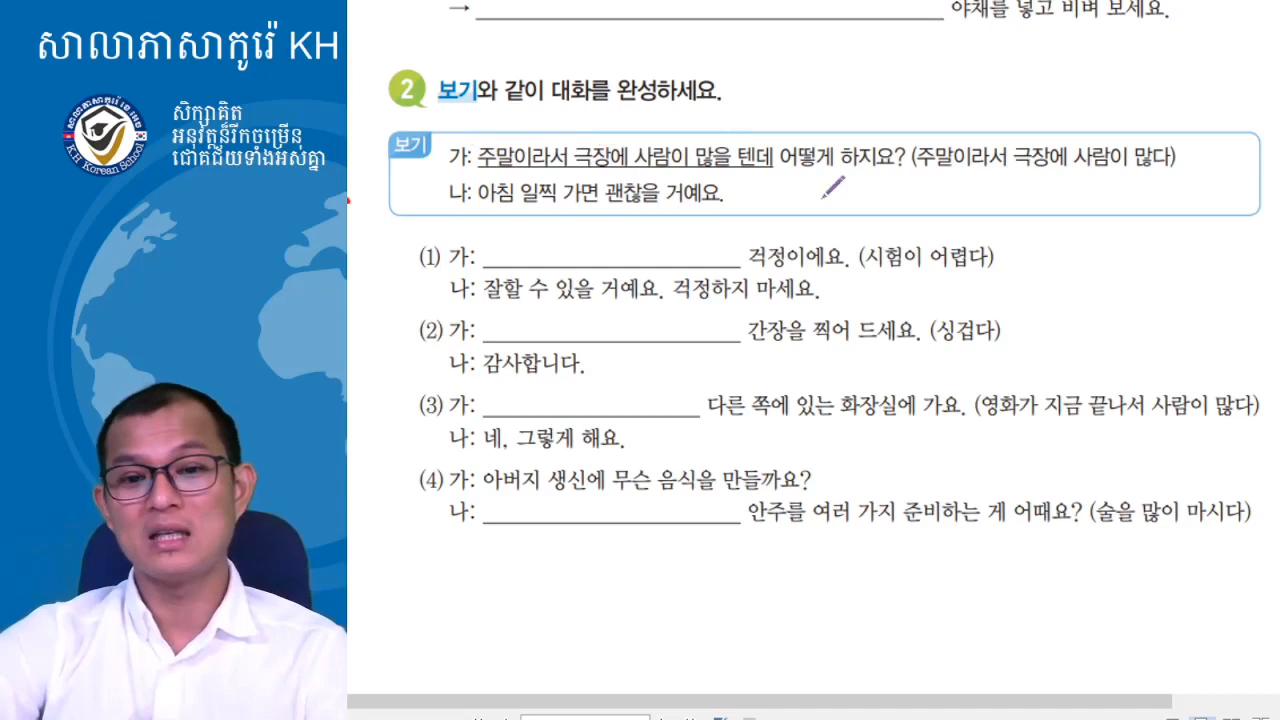 សាលាភាសាកូរ៉េ KH
សិក្សាគិត
អនុវត្តន៍រីកចម្រើន
ជោគជ័យទាំងអស់គ្នា
KH Korean School
→ ____ 야채를 넣고 비벼 보세요.
2 보기와 같이 대화를 완성하세요.
보기
가: 주말이라서 극장에 사람이 많을 텐데 어떻게 하지요? (주말이라서 극장에 사람이 많다)
나: 아침 일찍 가면 괜찮을 거예요.
(1) 가: ____ 걱정이에요. (시험이 어렵다)
나: 잘할 수 있을 거예요. 걱정하지 마세요.
(2) 가: ____ 간장을 찍어 드세요. (싱겁다)
나: 감사합니다.
(3) 가: ____ 다른 쪽에 있는 화장실에 가요. (영화가 지금 끝나서 사람이 많다)
나: 네, 그렇게 해요.
(4) 가: 아버지 생신에 무슨 음식을 만들까요?
나: ____ 안주를 여러 가지 준비하는 게 어때요? (술을 많이 마시다)